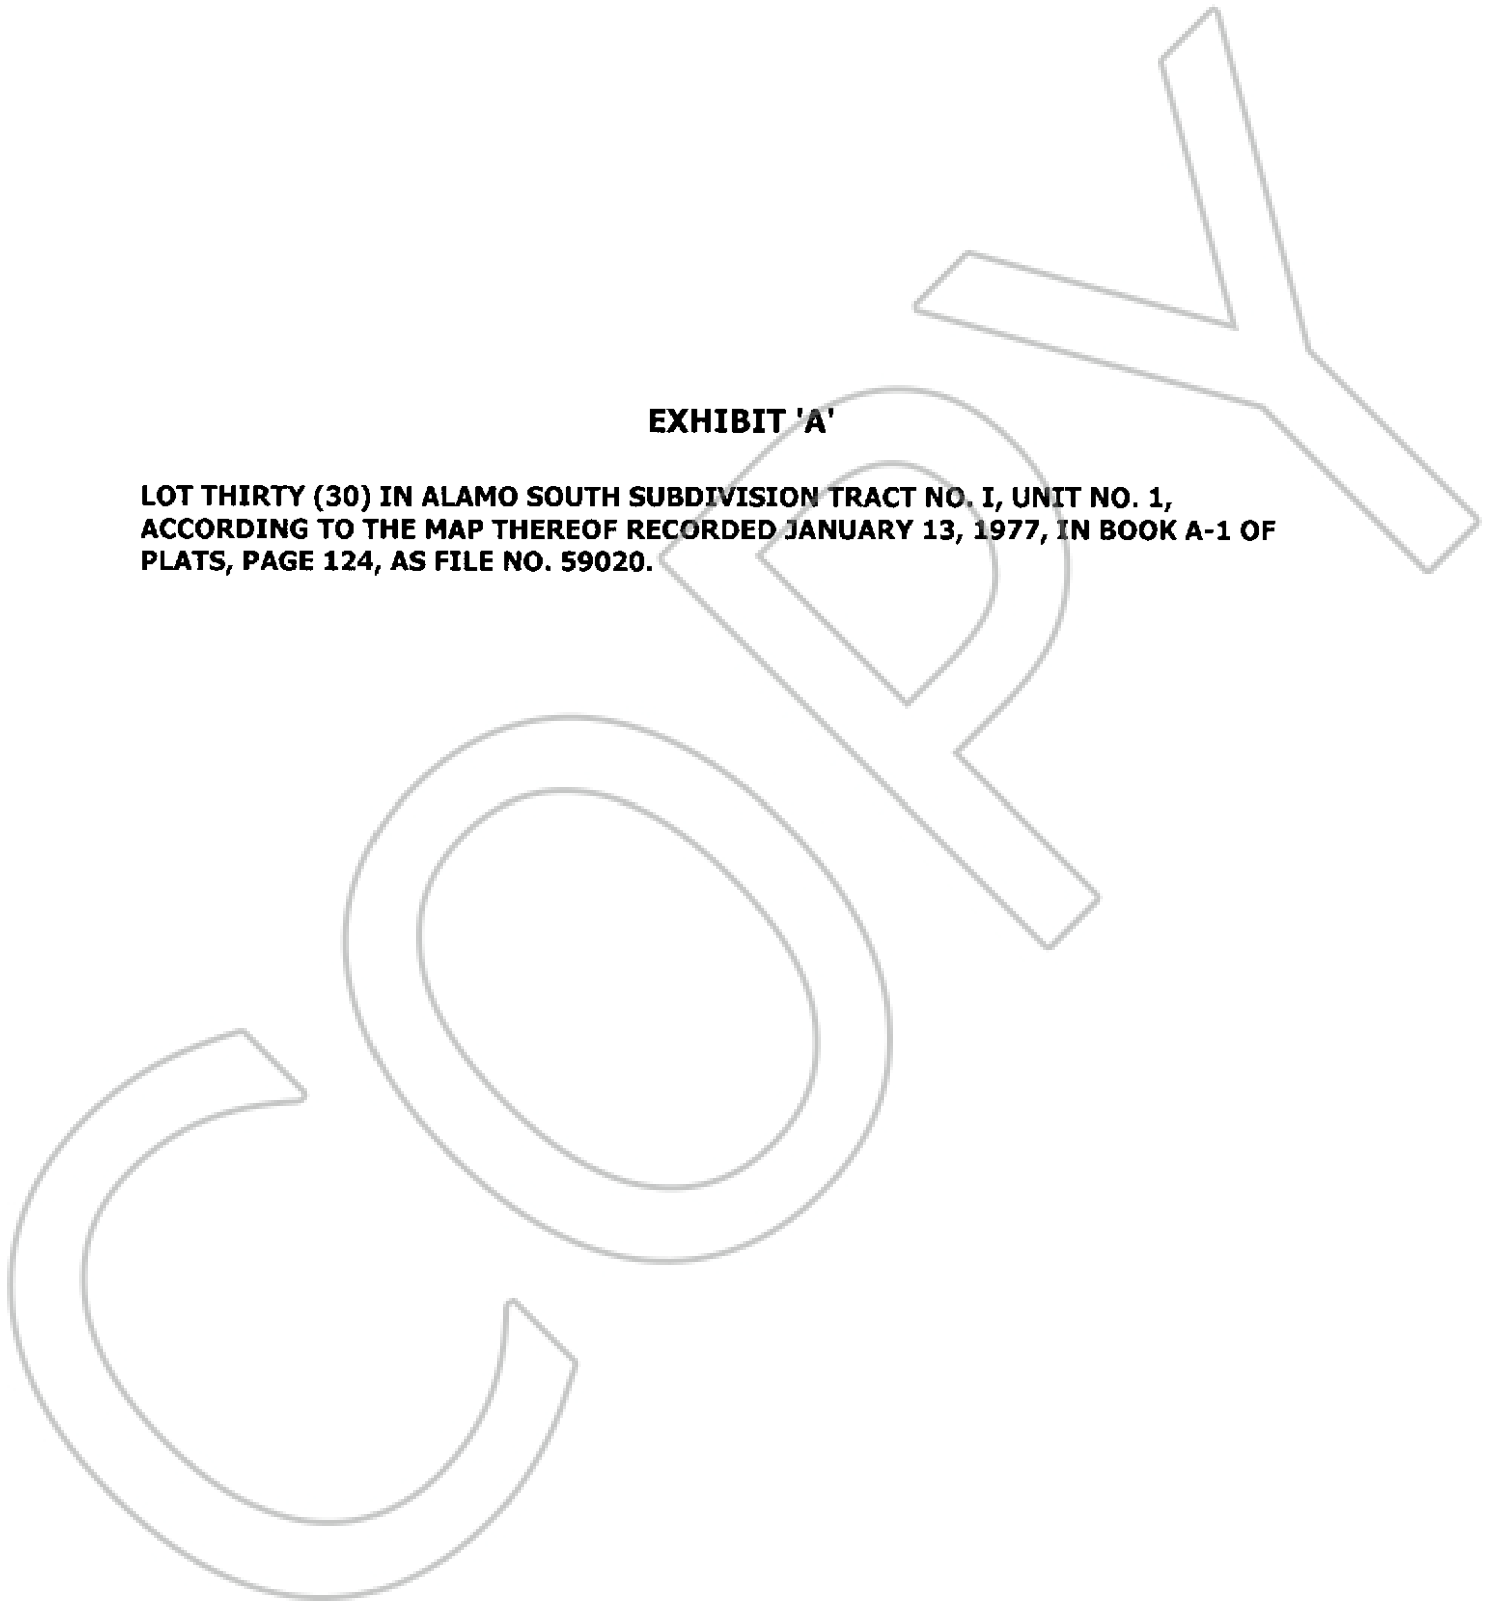 EXHIBIT 'A'
LOT THIRTY (30) IN ALAMO SOUTH SUBDIVISION TRACT NO. I, UNIT NO. 1,
ACCORDING TO THE MAP THEREOF RECORDED JANUARY 13, 1977, IN BOOK A-1 OF
PLATS, PAGE 124, AS FILE NO. 59020.
COPY